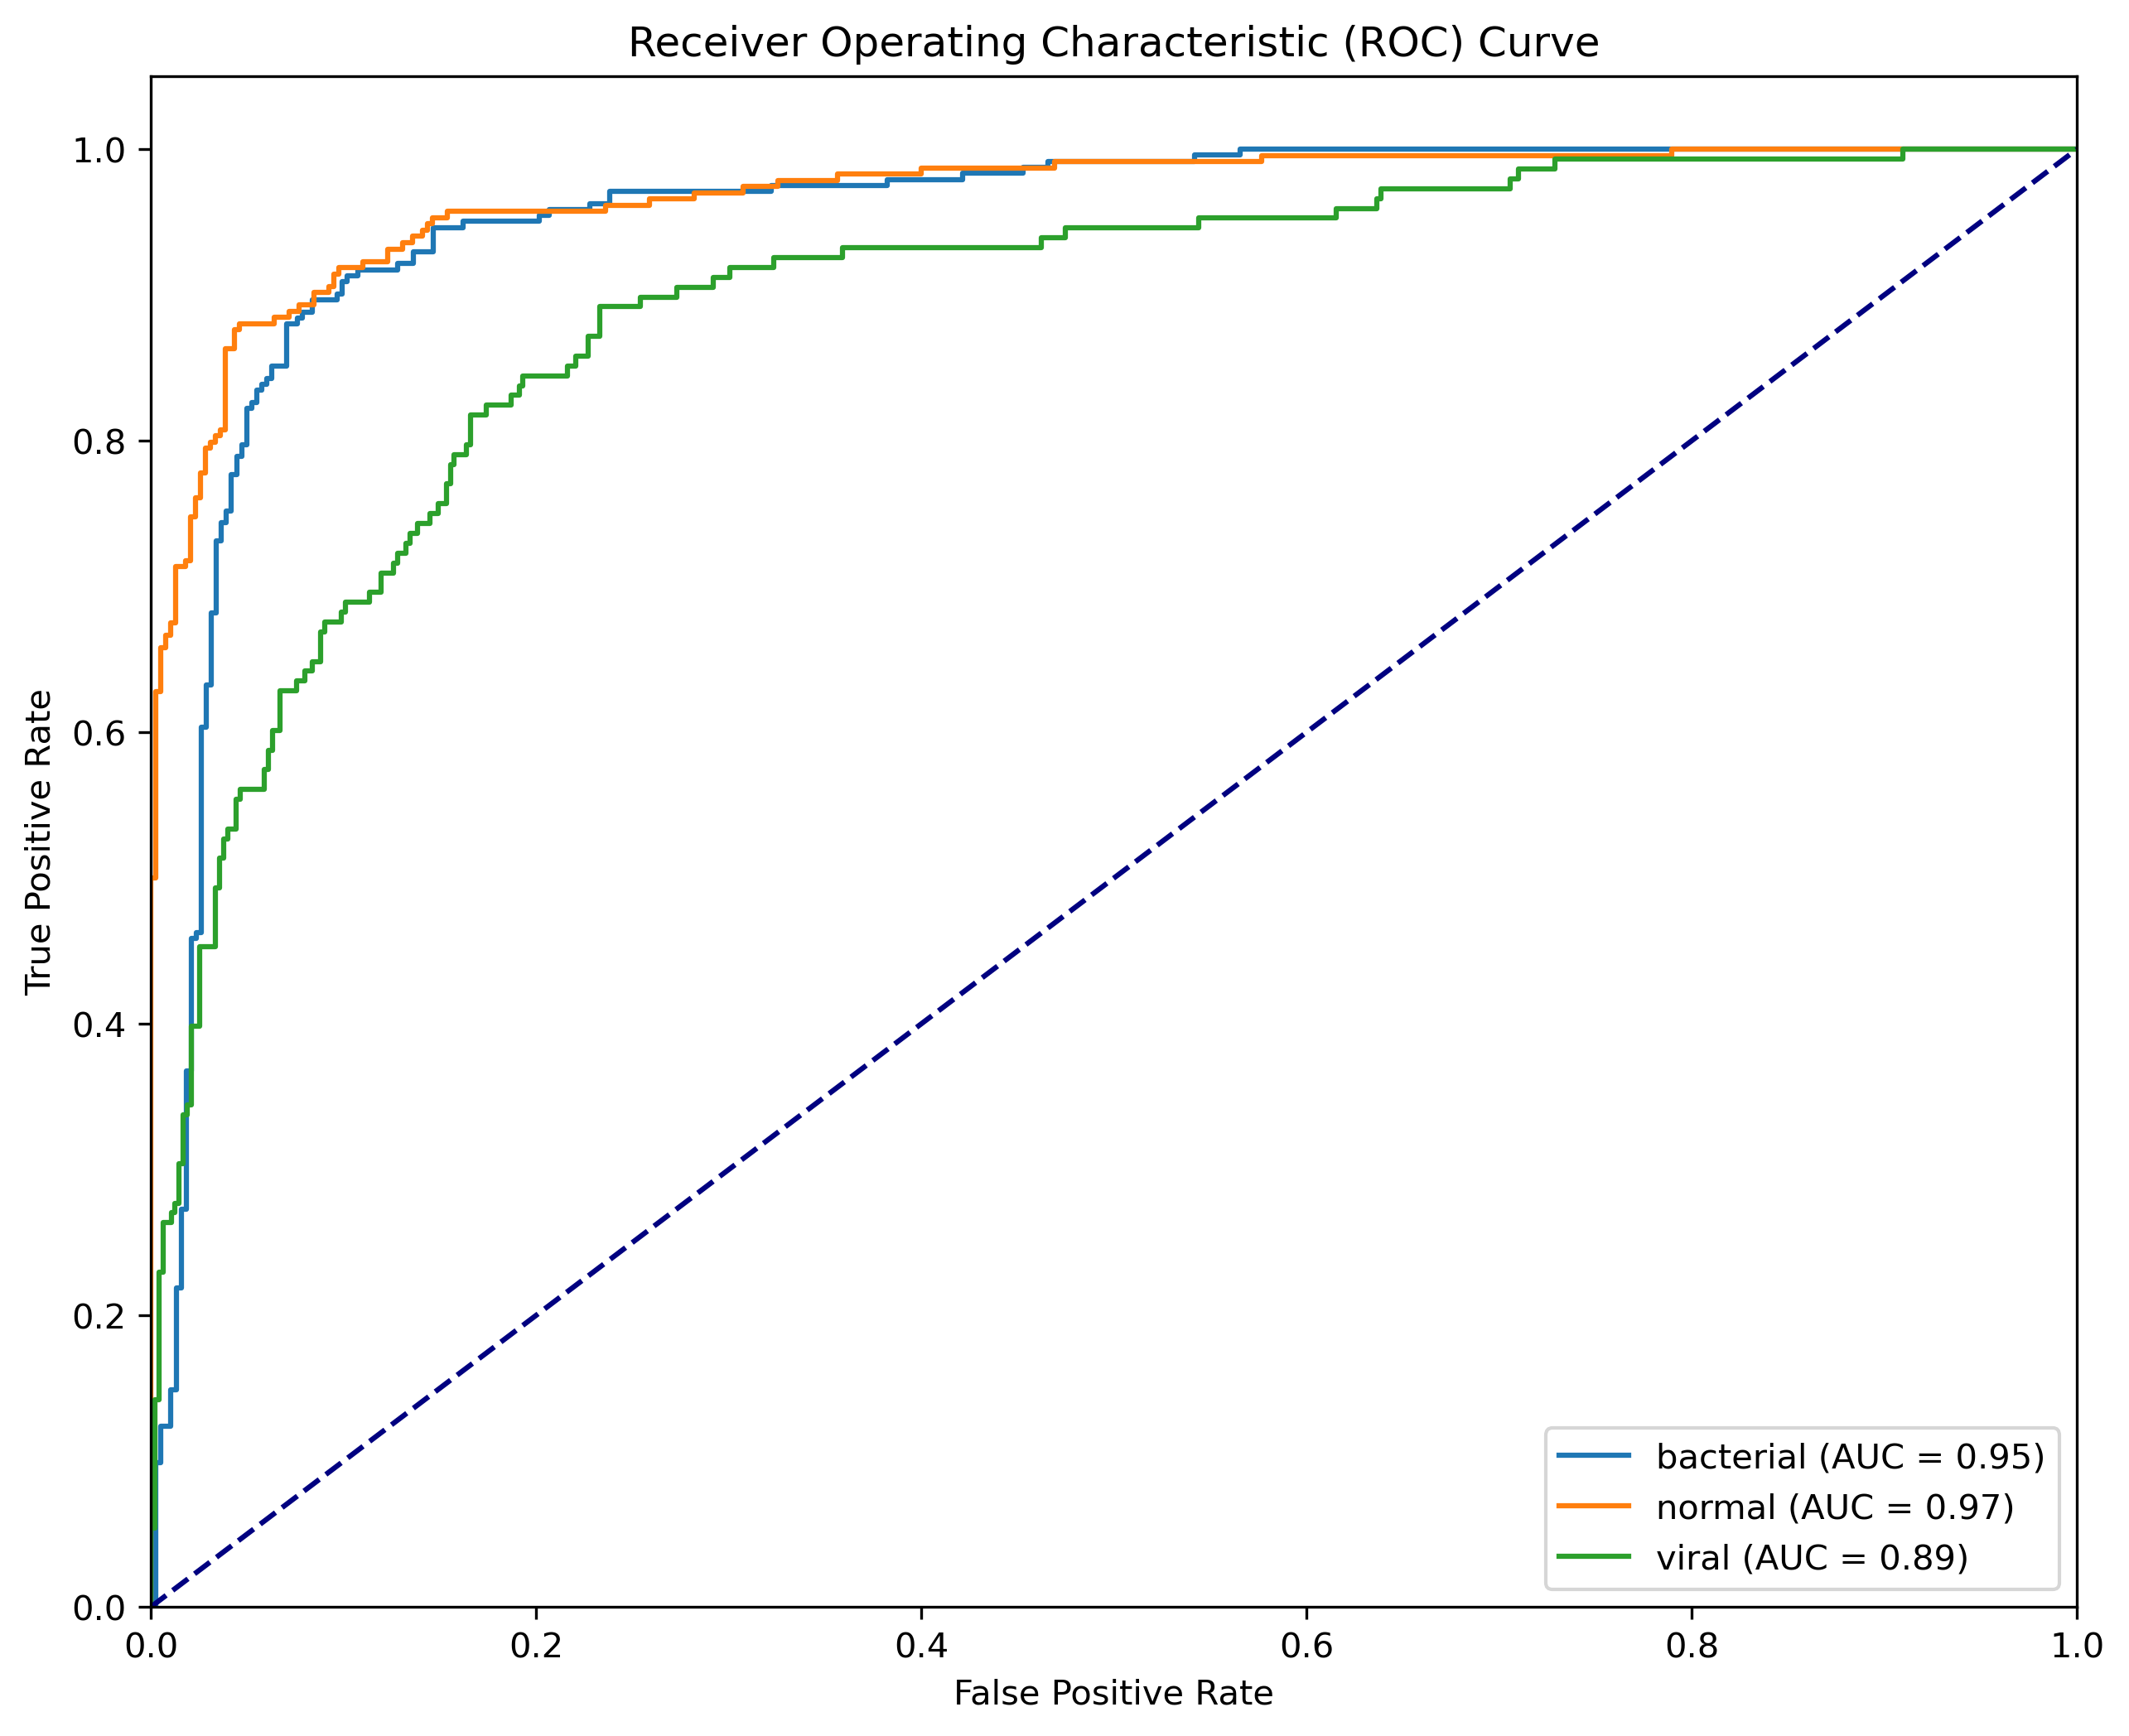 Receiver Operating Characteristic (ROC) Curve
1.0
0.8
0.6
0.4
0.2
0.0
True Positive Rate
0.0 0.2 0.4 0.6 0.8 1.0
False Positive Rate
bacterial (AUC = 0.95)
normal (AUC = 0.97)
viral (AUC = 0.89)